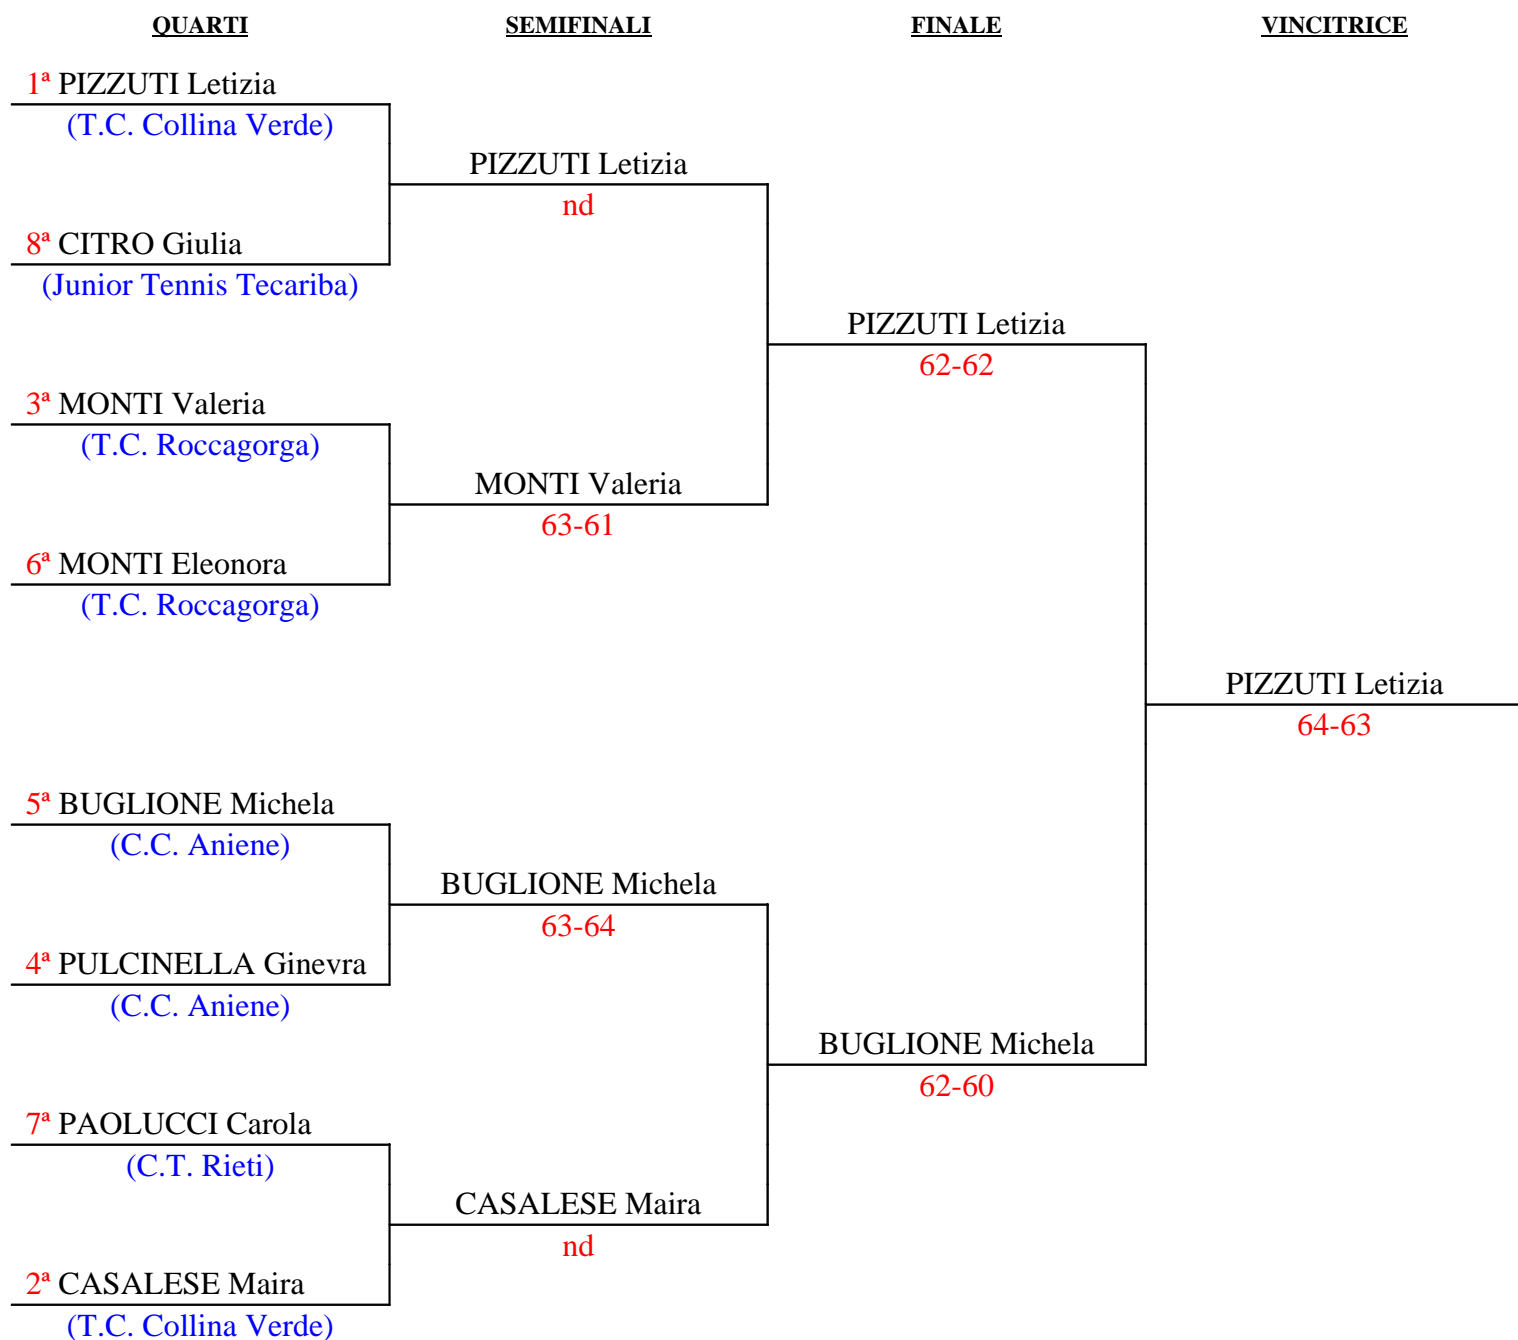 QUARTI SEMIFINALI FINALE VINCITRICE
1ª PIZZUTI Letizia
(T.C. Collina Verde)
PIZZUTI Letizia
nd
8ª CITRO Giulia
(Junior Tennis Tecariba)
PIZZUTI Letizia
62-62
3ª MONTI Valeria
(T.C. Roccagorga)
MONTI Valeria
63-61
6ª MONTI Eleonora
(T.C. Roccagorga)
PIZZUTI Letizia
64-63
5ª BUGLIONE Michela
(C.C. Aniene)
BUGLIONE Michela
63-64
4ª PULCINELLA Ginevra
(C.C. Aniene)
BUGLIONE Michela
62-60
7ª PAOLUCCI Carola
(C.T. Rieti)
CASALESE Maira
nd
2ª CASALESE Maira
(T.C. Collina Verde)